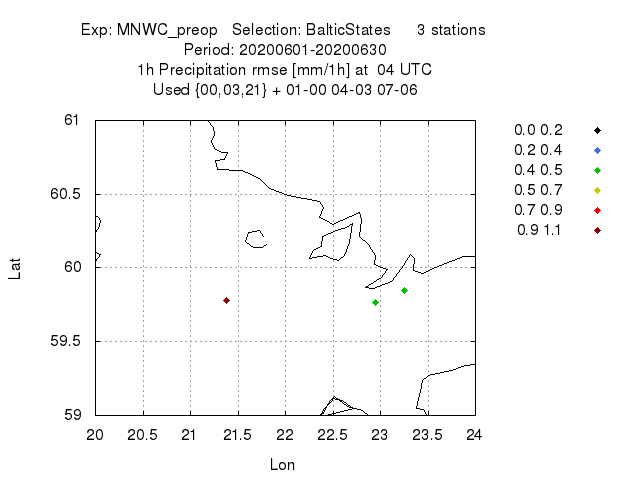 Exp: MNWC_preop Selection: BalticStates 3 stations
Period: 20200601-20200630
1h Precipitation rmse [mm/1h] at 04 UTC
Used {00,03,21} + 01-00 04-03 07-06
61
60.5
60
59.5
59
Lat
20 20.5 21 21.5 22 22.5 23 23.5 24
Lon
0.0 0.2
0.2 0.4
0.4 0.5
0.5 0.7
0.7 0.9
0.9 1.1